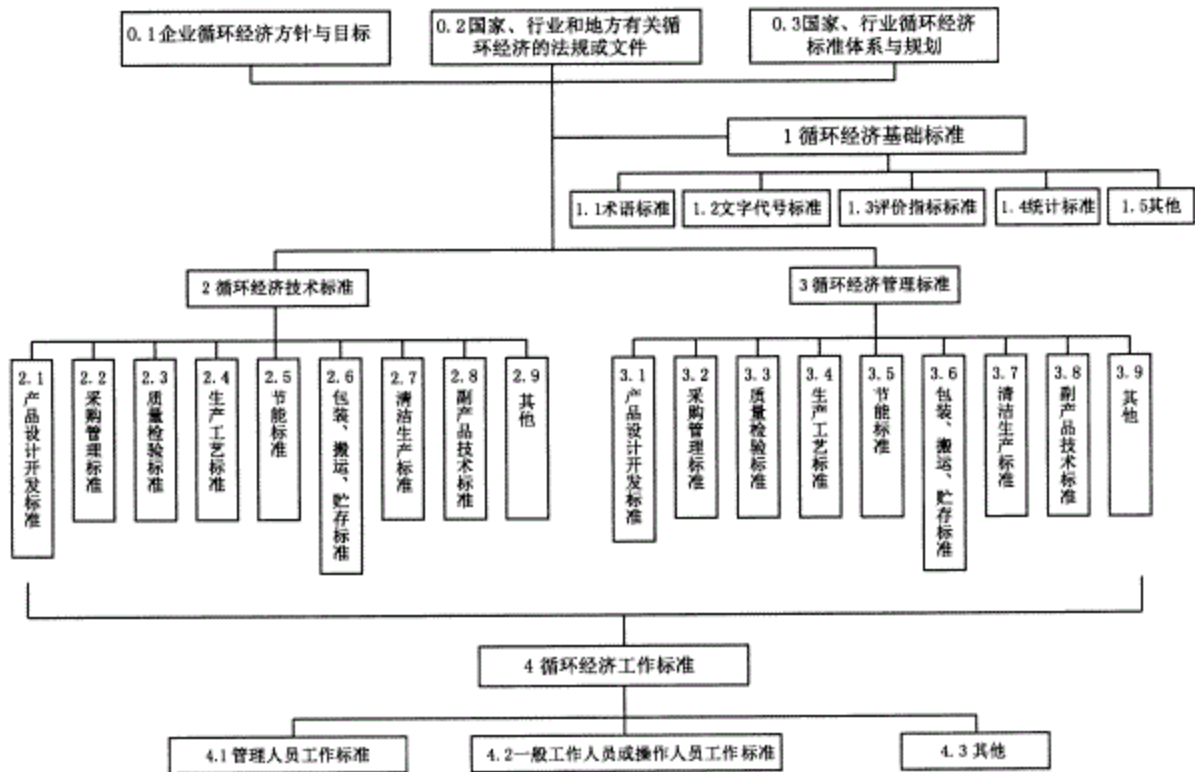 0.1企业循环经济方针与目标
0.2国家、行业和地方有关循
环经济的法规或文件
0.3国家、行业循环经济
标准体系与规划
1循环经济基础标准
1.1术语标准
1.2文字代号标准
1.3评价指标标准
1.4统计标准
1.5其他
2循环经济技术标准
3循环经济管理标准
2.1产品设计开发标准
2.2采购管理标准
2.3质量检验标准
2.4生产工艺标准
2.5节能标准
2.6包装、搬运、贮存标准
2.7清洁生产标准
2.8副产品技术标准
2.9其他
3.1产品设计开发标准
3.2采购管理标准
3.3质量检验标准
3.4生产工艺标准
3.5节能标准
3.6包装、搬运、贮存标准
3.7清洁生产标准
3.8副产品技术标准
3.9其他
4循环经济工作标准
4.1管理人员工作标准
4.2一般工作人员或操作人员工作标准
4.3其他